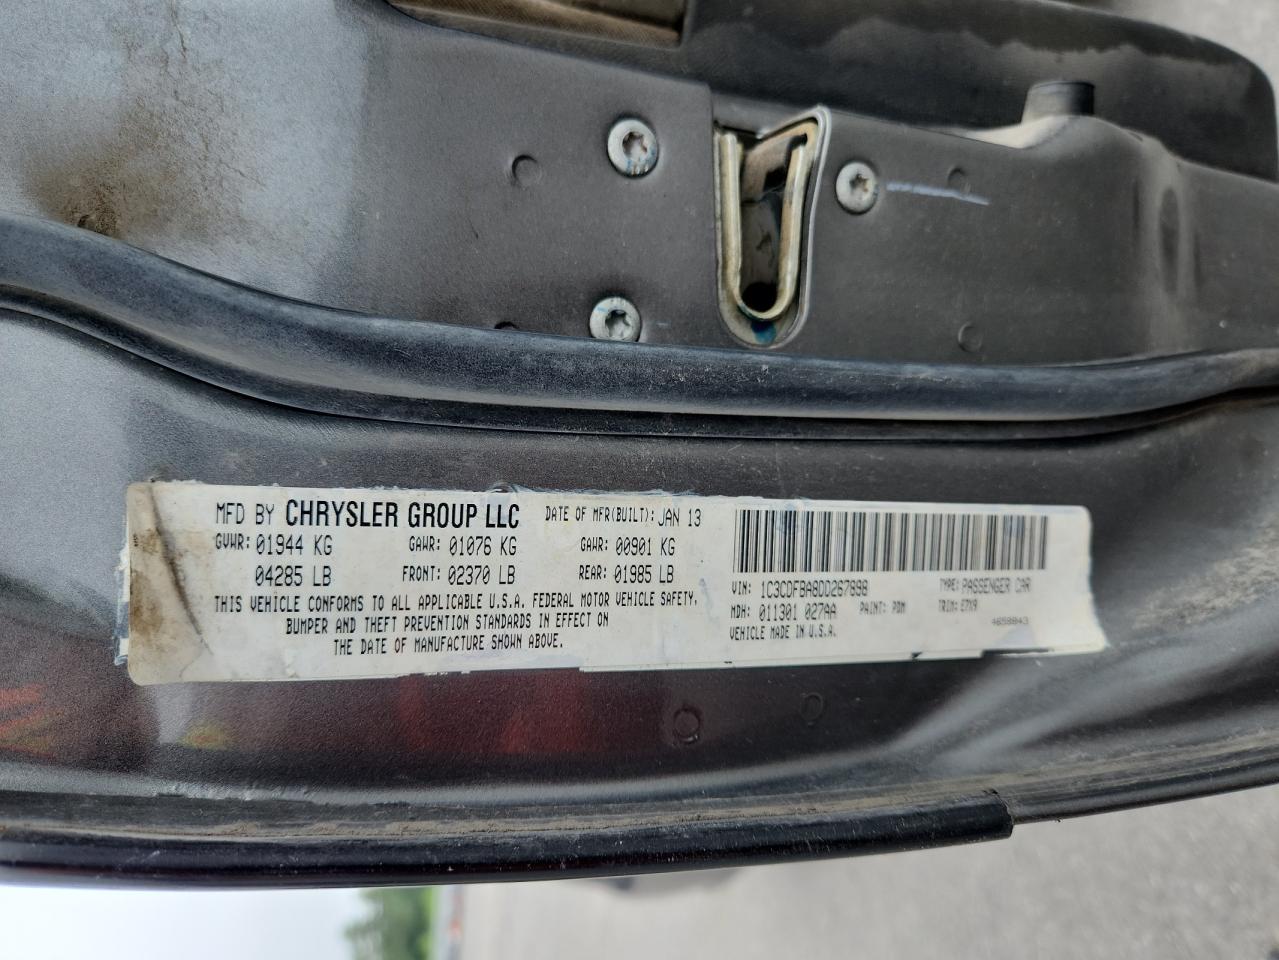 MFD BY CHRYSLER GROUP LLC DATE OF MFR(BUILT): JAN 13
GVWR: 01944 KG GAWR: 01076 KG GAWR: 00901 KG
04285 LB FRONT: 02370 LB REAR: 01985 LB
THIS VEHICLE CONFORMS TO ALL APPLICABLE U.S.A. FEDERAL MOTOR VEHICLE SAFETY,
BUMPER AND THEFT PREVENTION STANDARDS IN EFFECT ON
THE DATE OF MANUFACTURE SHOWN ABOVE.
VIN: TYPE: PASSENGER CAR
MDH: 011301 027AA PAINT: PDM TRIM: E7X9
VEHICLE MADE IN U.S.A. 4658843